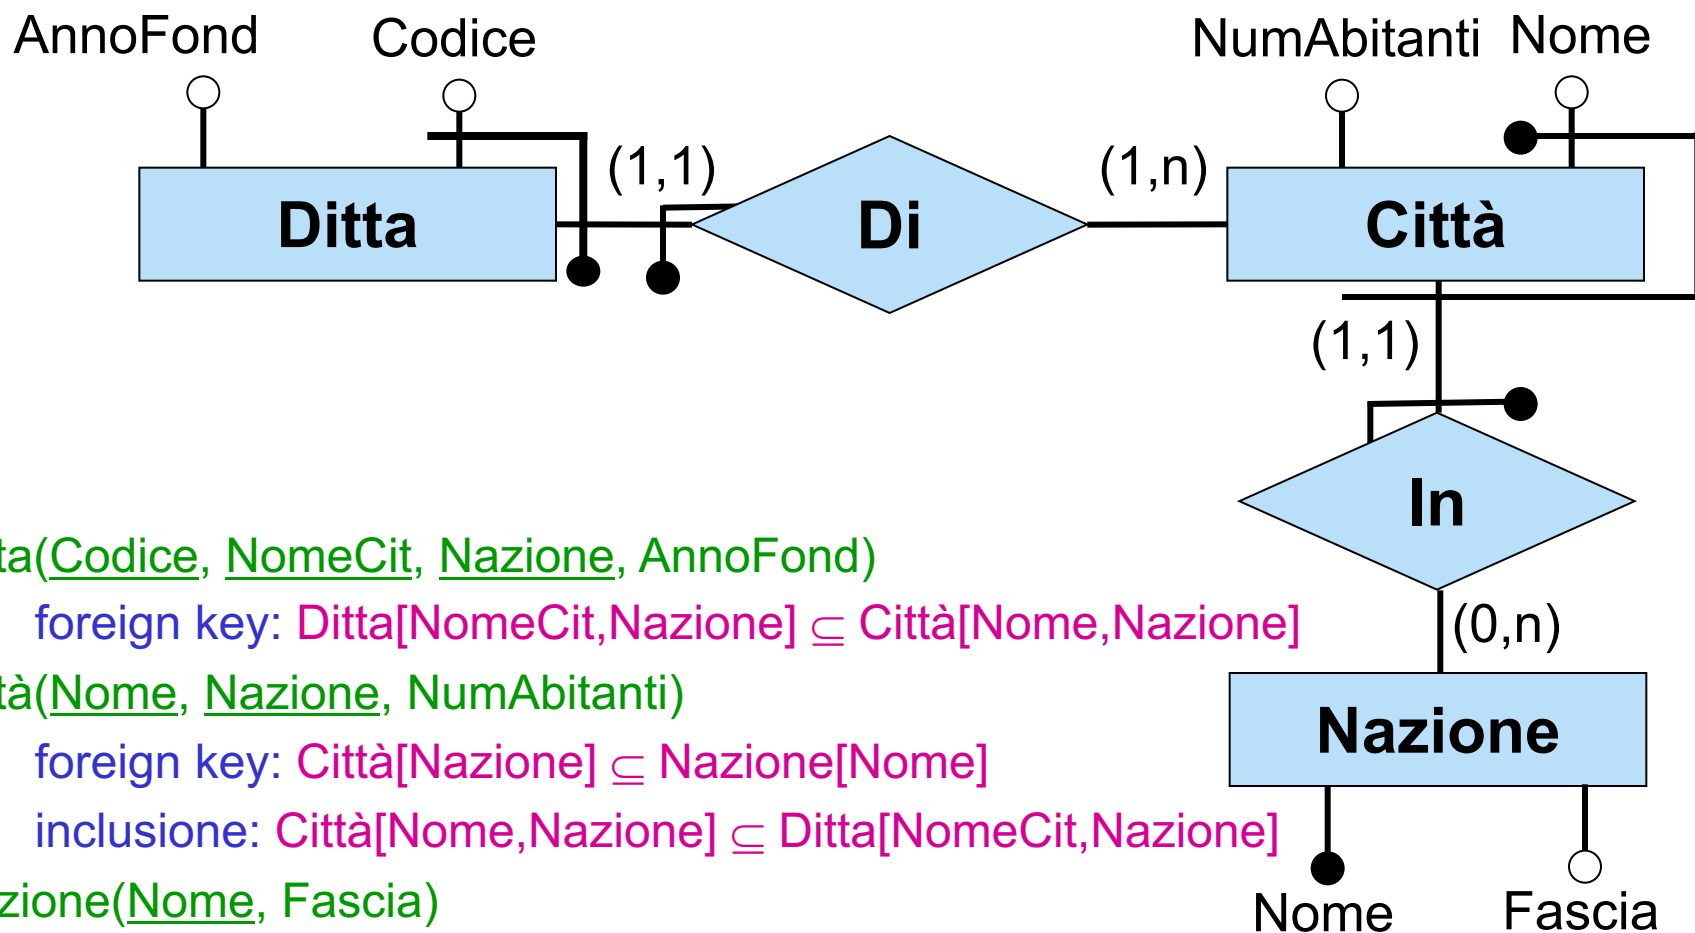 AnnoFond Codice NumAbitanti Nome
(1,1) (1,n)
Ditta Di Città
(1,1)
In
ta(Codice, NomeCit, Nazione, AnnoFond)
foreign key: Ditta[NomeCit,Nazione] ⊆ Città[Nome,Nazione]
(0,n)
tà(Nome, Nazione, NumAbitanti)
Nazione
foreign key: Città[Nazione] ⊆ Nazione[Nome]
inclusione: Città[Nome,Nazione] ⊆ Ditta[NomeCit,Nazione]
zione(Nome, Fascia)
Nome Fascia